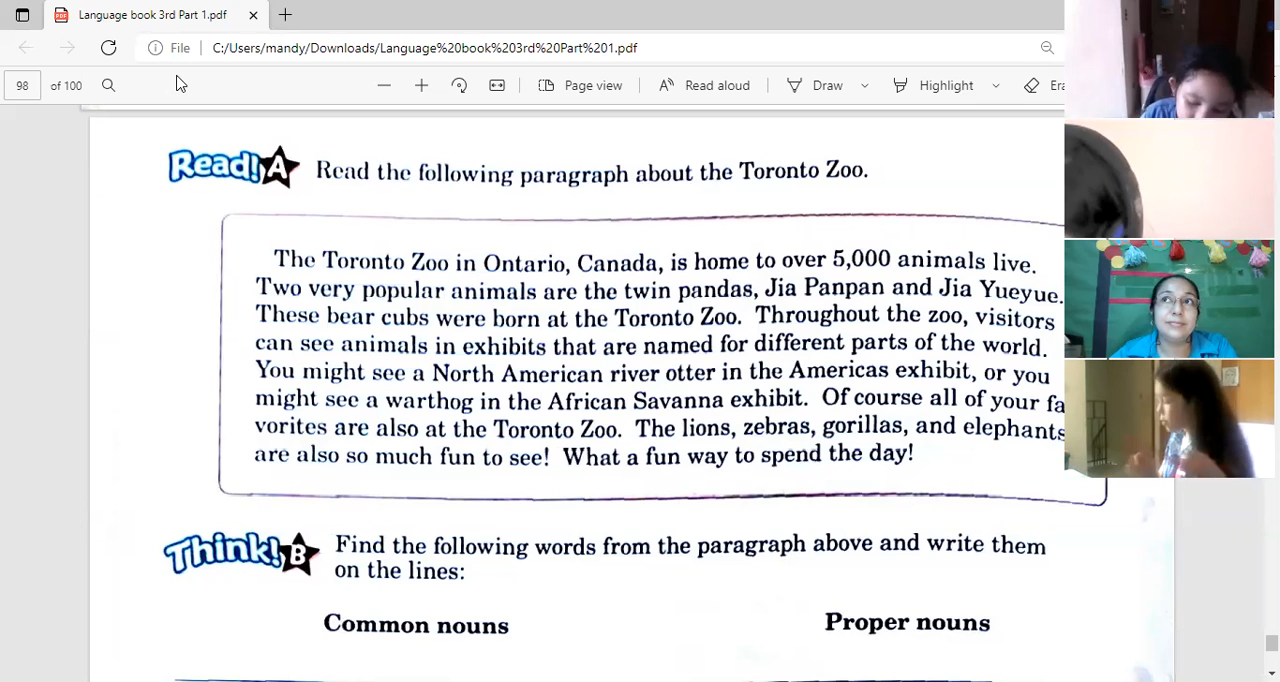 Language book 3rd Part 1.pdf
File C:/Users/mandy/Downloads/Language%20book%203rd%20Part%201.pdf
98 of 100 Page view Read aloud Draw Highlight Era
Read! A Read the following paragraph about the Toronto Zoo.
The Toronto Zoo in Ontario, Canada, is home to over 5,000 animals live.
Two very popular animals are the twin pandas, Jia Panpan and Jia Yueyue.
These bear cubs were born at the Toronto Zoo. Throughout the zoo, visitors
can see animals in exhibits that are named for different parts of the world.
You might see a North American river otter in the Americas exhibit, or you
might see a warthog in the African Savanna exhibit. Of course all of your fa
vorites are also at the Toronto Zoo. The lions, zebras, gorillas, and elephants
are also so much fun to see! What a fun way to spend the day!
Think! B Find the following words from the paragraph above and write them
on the lines:
Common nouns Proper nouns